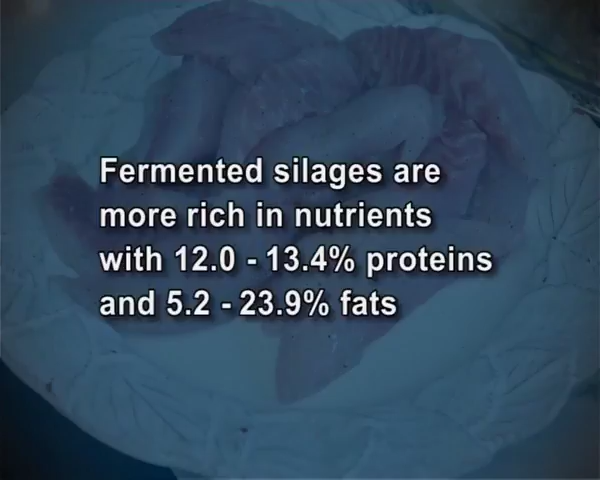 Fermented silages are
more rich in nutrients
with 12.0 - 13.4% proteins
and 5.2 - 23.9% fats